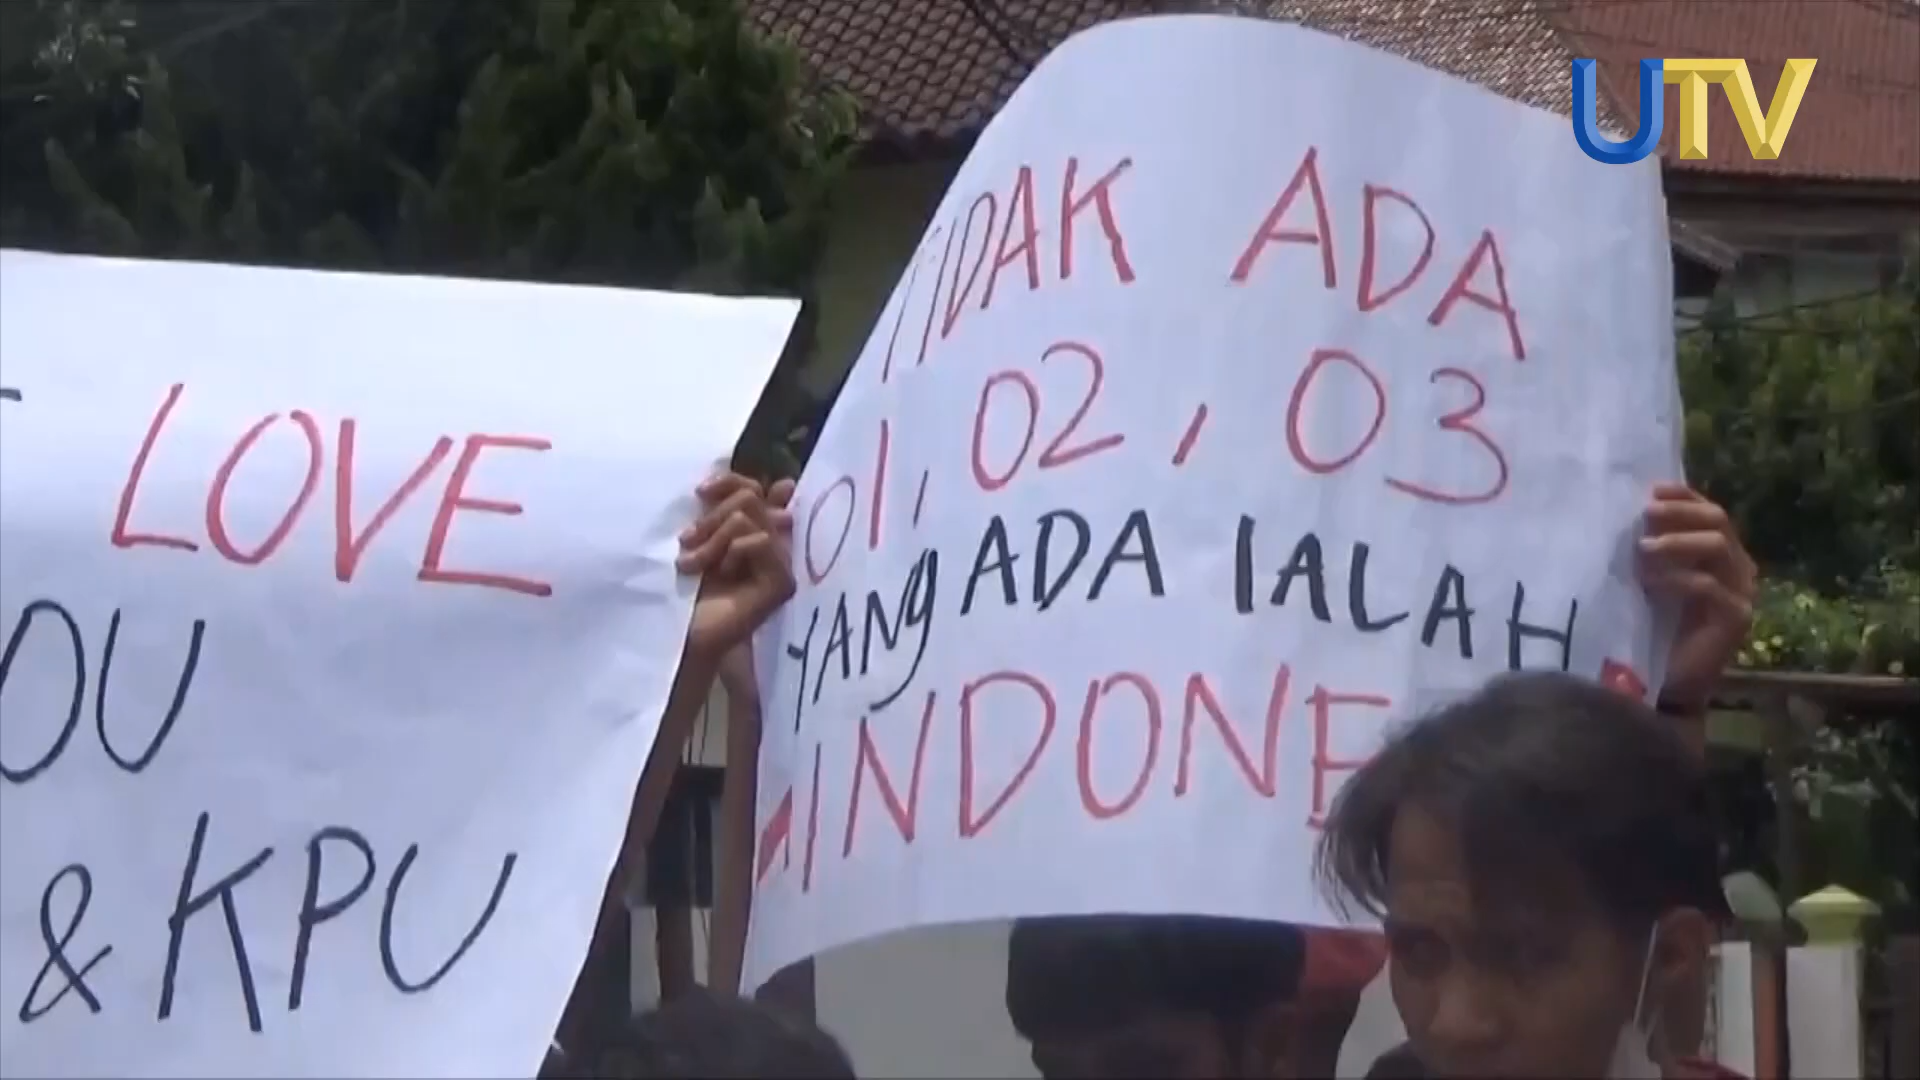 LOVE
OU
& KPU
TIDAK ADA
01, 02, 03
YANg ADA IALAH
INDONE
UTV